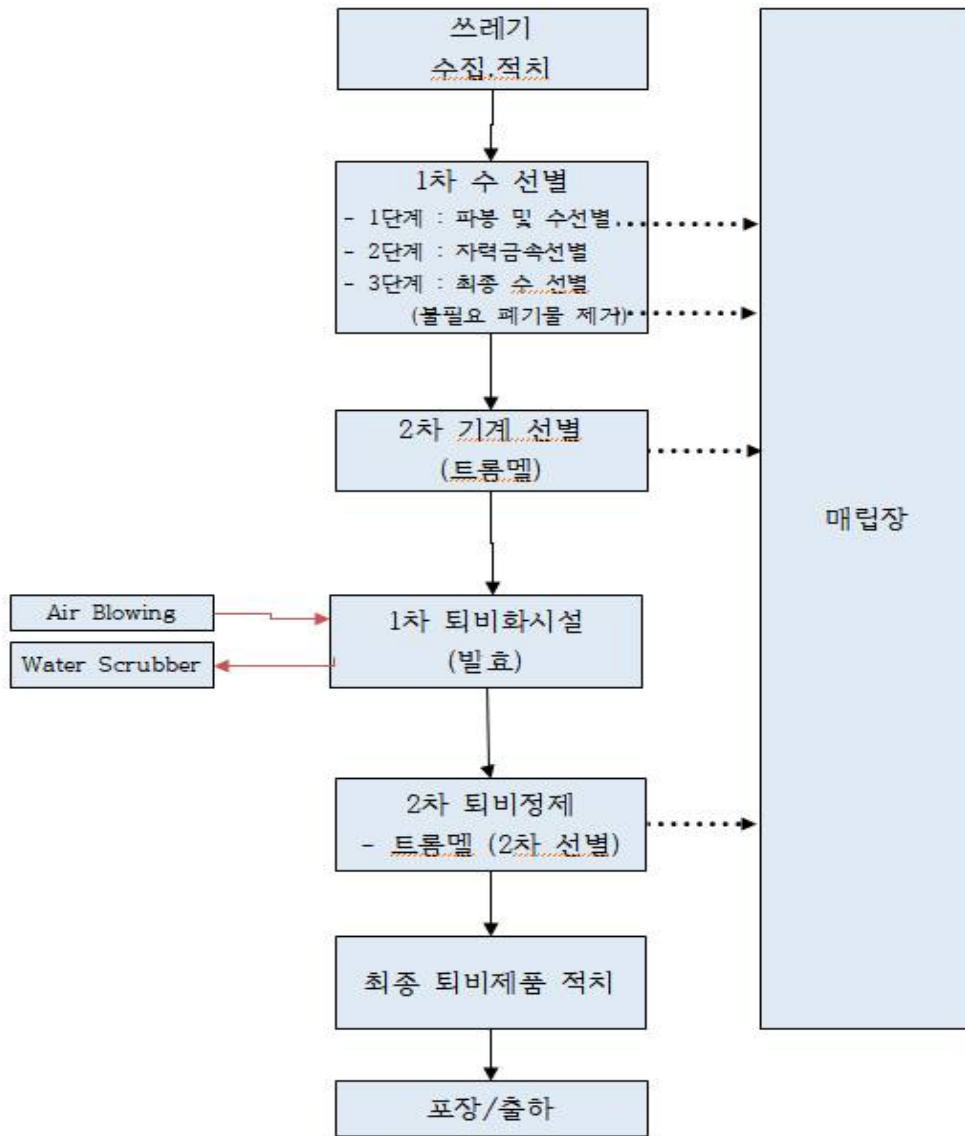 쓰레기
수집.적치
1차 수 선별
- 1단계 : 파봉 및 수선별
- 2단계 : 자력금속선별
- 3단계 : 최종 수 선별
(불필요 폐기물 제거)
2차 기계 선별
(트롬멜)
매립장
Air Blowing
Water Scrubber
1차 퇴비화시설
(발효)
2차 퇴비정제
- 트롬멜 (2차 선별)
최종 퇴비제품 적치
포장/출하